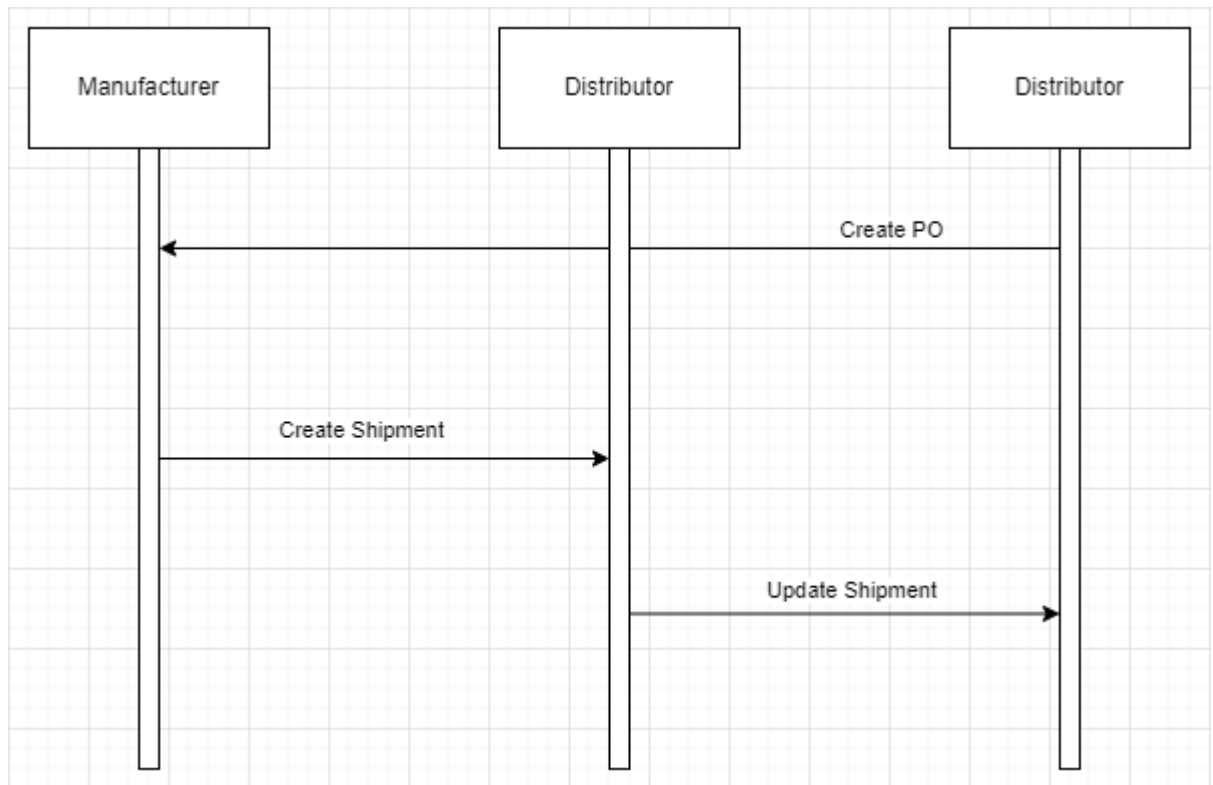 Manufacturer
Distributor
Distributor
Create PO
Create Shipment
Update Shipment